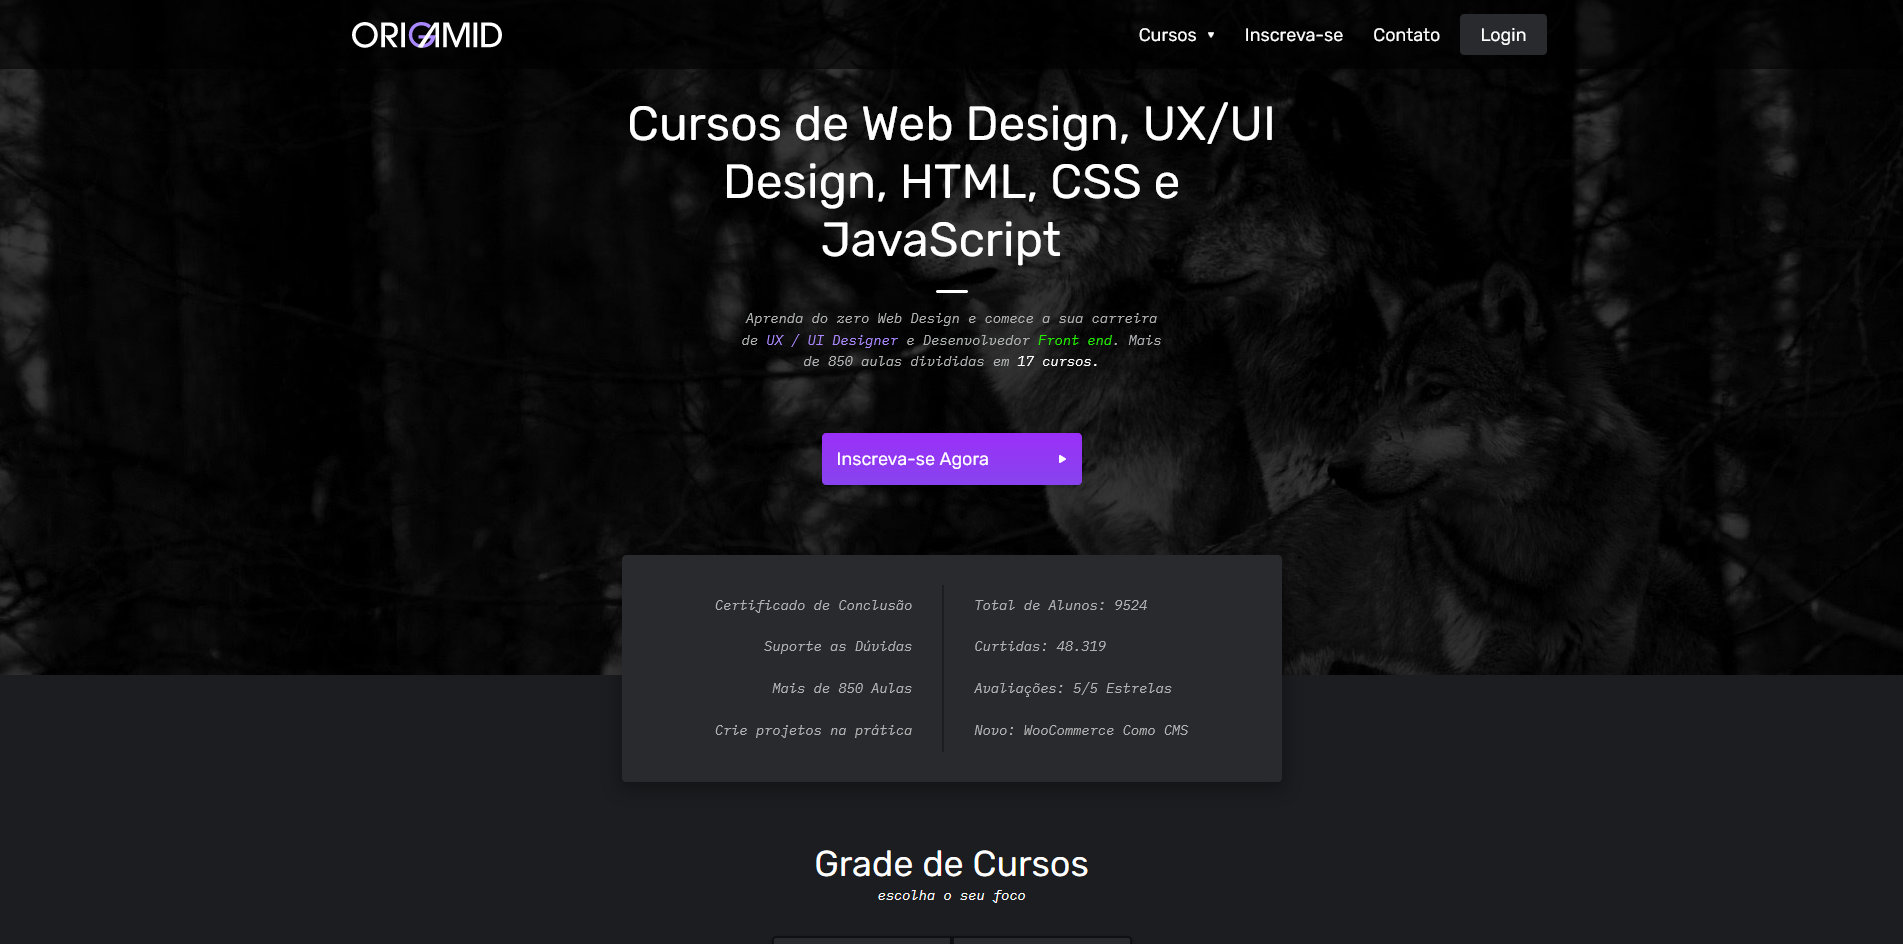 ORIGAMID
Cursos ▼ Inscreva-se Contato Login
Cursos de Web Design, UX/UI
Design, HTML, CSS e
JavaScript
Aprenda do zero Web Design e comece a sua carreira
de UX / UI Designer e Desenvolvedor Front end. Mais
de 850 aulas divididas em 17 cursos.
Inscreva-se Agora
Certificado de Conclusão
Suporte as Dúvidas
Mais de 850 Aulas
Crie projetos na prática
Total de Alunos: 9524
Curtidas: 48.319
Avaliações: 5/5 Estrelas
Novo: WooCommerce Como CMS
Grade de Cursos
escolha o seu foco